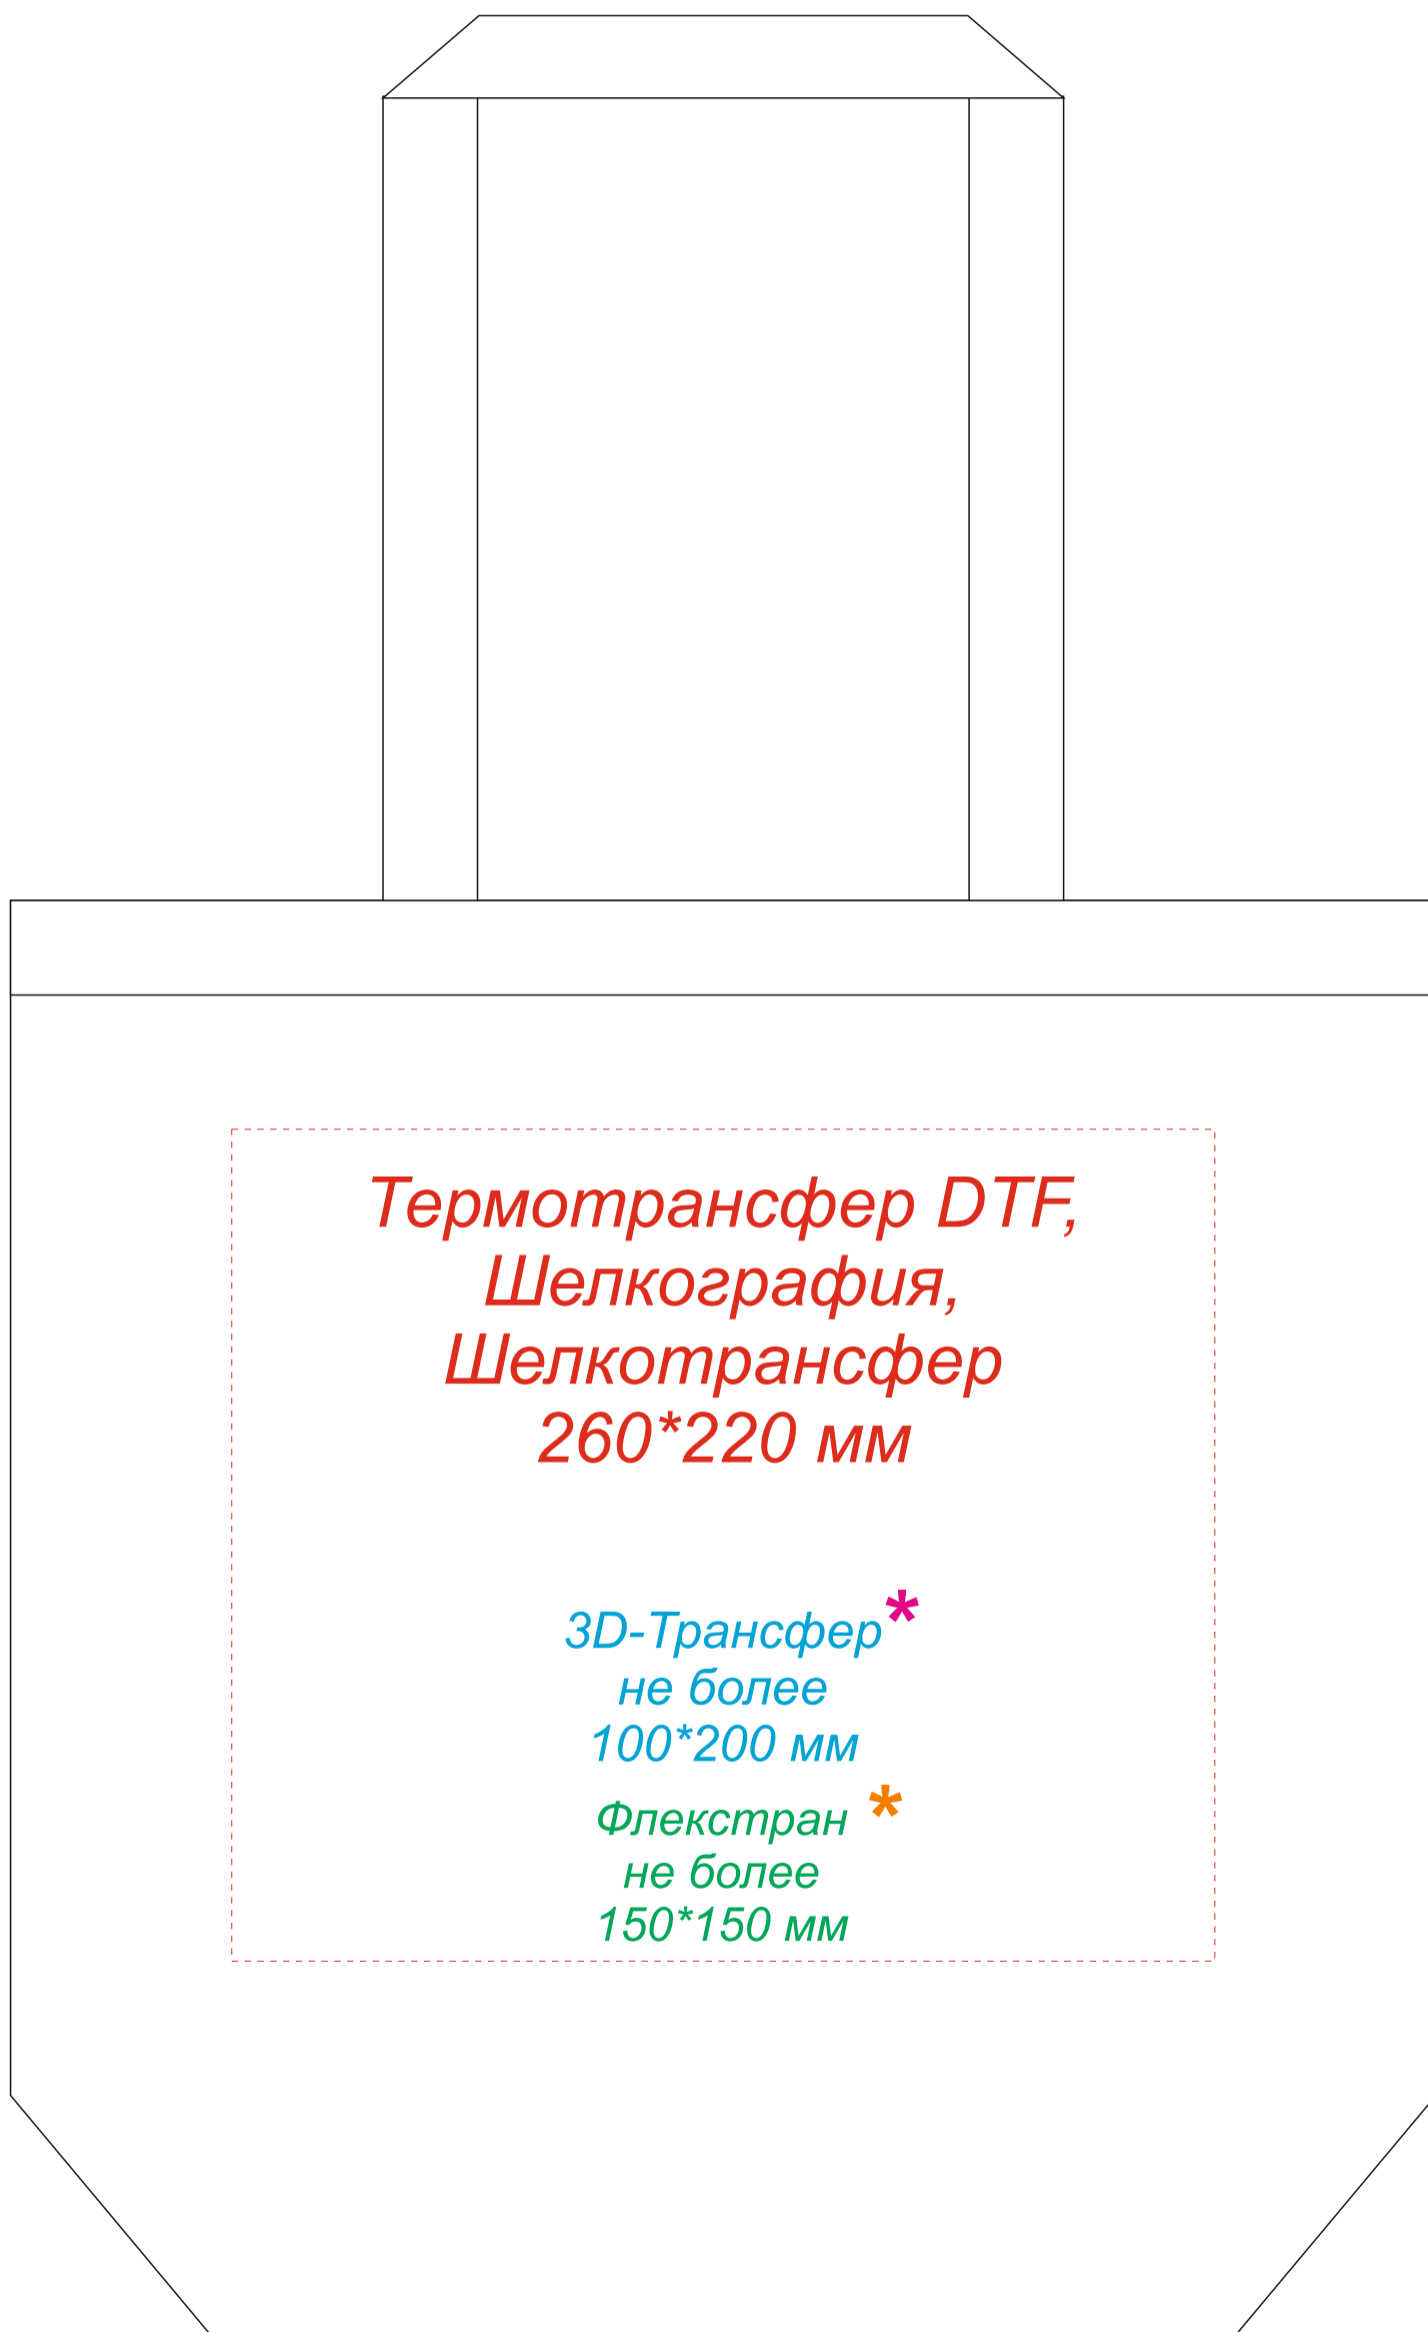 Термотрансфер DTF,
Шелкография,
Шелкотрансфер
260*220 мм
3D-Трансфер*
не более
100*200 мм
Флекстран *
не более
150*150 мм